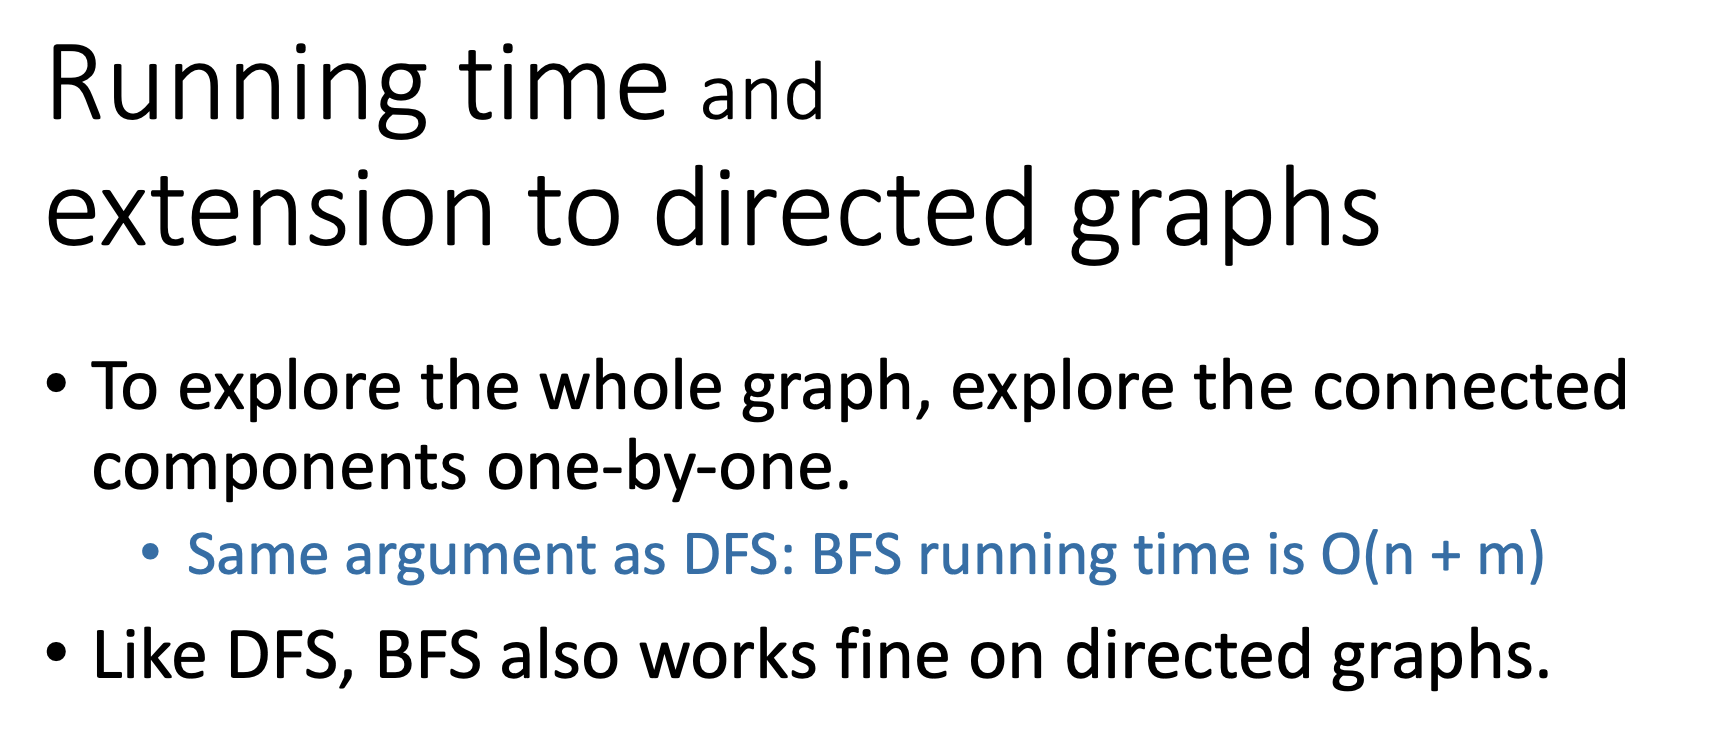 Running time and
extension to directed graphs
• To explore the whole graph, explore the connected
components one-by-one.
• Same argument as DFS: BFS running time is O(n + m)
• Like DFS, BFS also works fine on directed graphs.